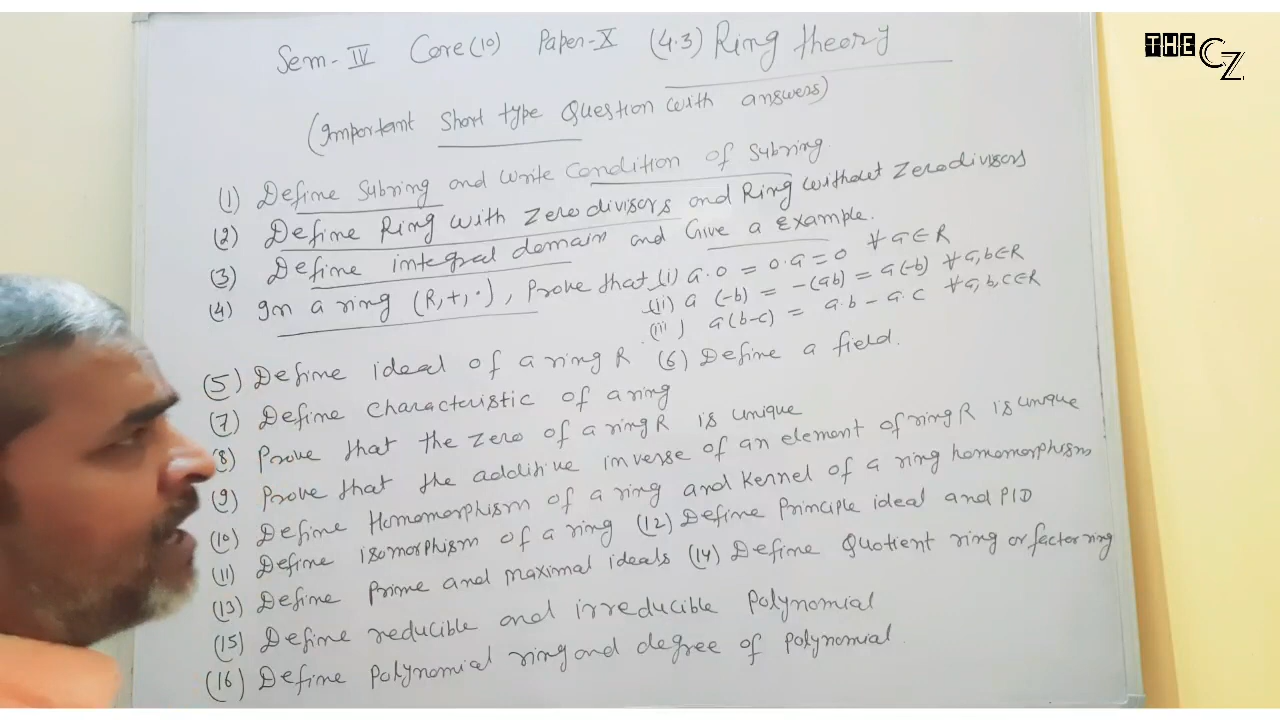 THE CZ
Sem-IV Core(10) Paper-X (4.3) Ring theory
(Important Short type Question with answers)
(1) Define Subring and write Condition of Subring.
(2) Define Ring with Zero divisors and Ring without Zero divisors
(3) Define integral domain and Give a Example.
(4) In a ring (R,+,·), Prove that (i) a.0 = 0.a = 0 ∀ a∈R
(ii) a (-b) = -(ab) = a(-b) ∀ a,b∈R
(iii) a(b-c) = a.b - a.c ∀ a,b,c∈R
(5) Define ideal of a ring R (6) Define a field.
(7) Define Characteristic of a ring
(8) Prove that the Zero of a ring R is unique
(9) Prove that the additive inverse of an element of ring R is unique
(10) Define Homomorphism of a ring and Kernel of a ring homomorphism
(11) Define isomorphism of a ring (12) Define Principle ideal and PID
(13) Define Prime and Maximal ideals (14) Define Quotient ring or factor ring
(15) Define reducible and irreducible Polynomial
(16) Define Polynomial ring and degree of Polynomial.